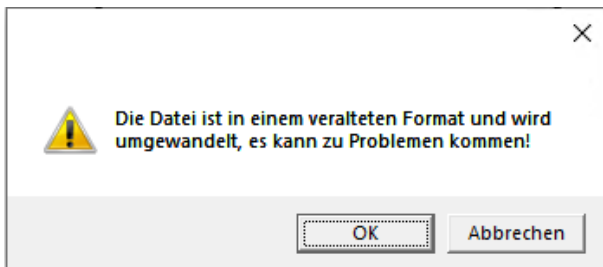 Die Datei ist in einem veralteten Format und wird
umgewandelt, es kann zu Problemen kommen!
OK
Abbrechen